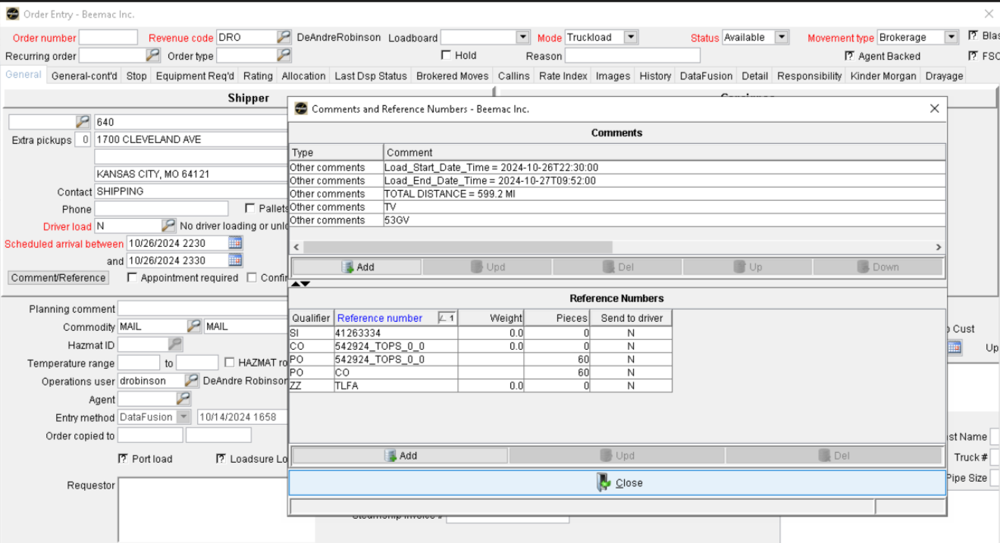 Order Entry - Beemac Inc.
Order number Revenue code DRO DeAndreRobinson Loadboard Mode Truckload Status Available Movement type Brokerage Blas
Recurring order Order type Hold Reason Agent Backed FSC
General General-cont'd Stop Equipment Req'd Rating Allocation Last Dsp Status Brokered Moves Callins Rate Index Images History DataFusion Detail Responsibility Kinder Morgan Drayage
Shipper
640
Extra pickups 0 1700 CLEVELAND AVE
KANSAS CITY, MO 64121
Contact SHIPPING
Phone Pallets
Driver load N No driver loading or unlo
Scheduled arrival between 10/26/2024 2230
and 10/26/2024 2330
Comment/Reference Appointment required Confir
Planning comment
Commodity MAIL MAIL
Hazmat ID
Temperature range to HAZMAT ro
Operations user drobinson DeAndre Robinson
Agent
Entry method DataFusion 10/14/2024 1658
Order copied to
Port load Loadsure Lo
Requestor
Comments and Reference Numbers - Beemac Inc.
Comments
Type Comment
Other comments Load_Start_Date_Time = 2024-10-26T22:30:00
Other comments Load_End_Date_Time = 2024-10-27T09:52:00
Other comments TOTAL DISTANCE = 599.2 MI
Other comments TV
Other comments 53GV
Add Upd Del Up Down
Reference Numbers
Qualifier Reference number 1 Weight Pieces Send to driver
SI 41263334 0.0 0 N
CO 542924_TOPS_0_0 0.0 0 N
PO 542924_TOPS_0_0 60 N
PO CO 60 N
ZZ TLFA 0.0 0 N
Add Upd Del
Close
Cust
Up
st Name
Truck #
Pipe Size